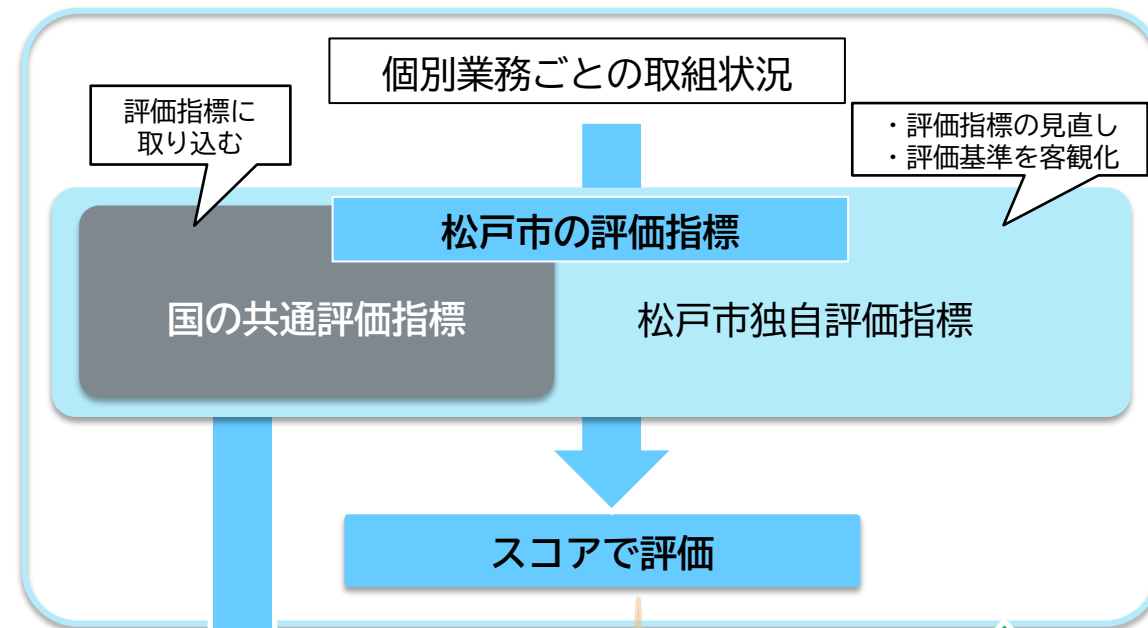 個別業務ごとの取組状況
評価指標に
取り込む
・評価指標の見直し
・評価基準を客観化
松戸市の評価指標
国の共通評価指標
松戸市独自評価指標
スコアで評価